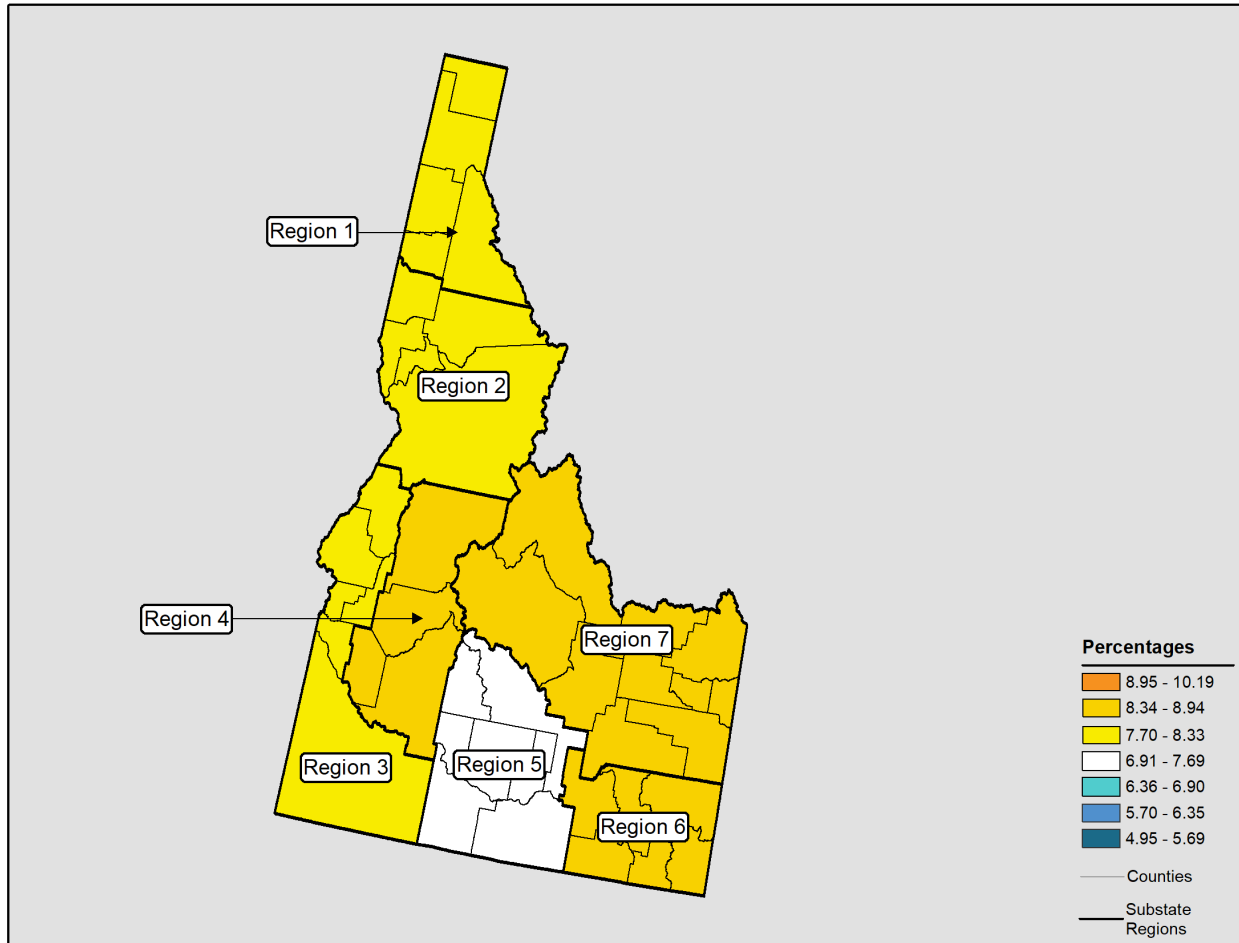 Region 1
Region 2
Region 4
Region 7
Region 3
Region 5
Region 6
Percentages
8.95 - 10.19
8.34 - 8.94
7.70 - 8.33
6.91 - 7.69
6.36 - 6.90
5.70 - 6.35
4.95 - 5.69
Counties
Substate
Regions